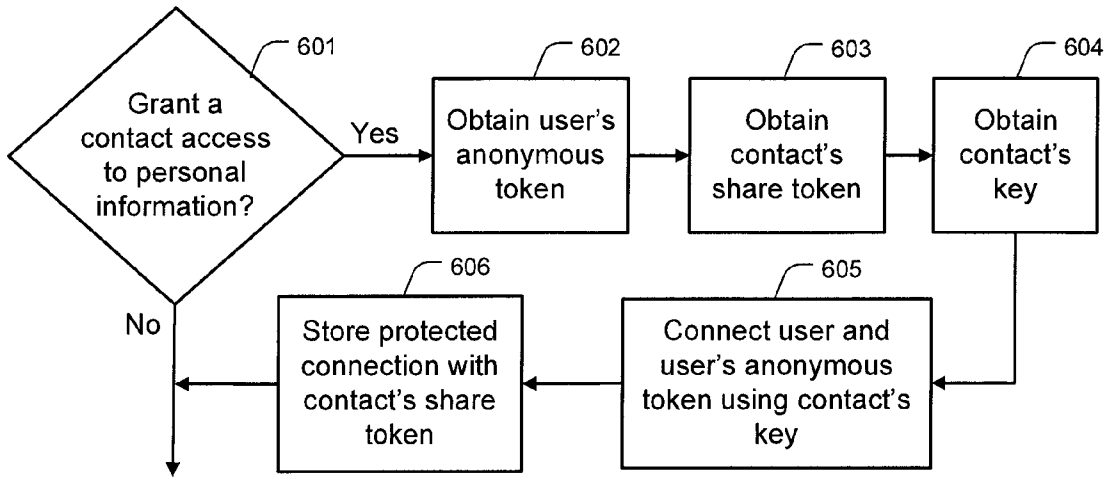 601
Grant a
contact access
to personal
information?
Yes
602
Obtain user's
anonymous
token
603
Obtain
contact's
share token
604
Obtain
contact's
key
605
Connect user and
user's anonymous
token using contact's
key
606
Store protected
connection with
contact's share
token
No